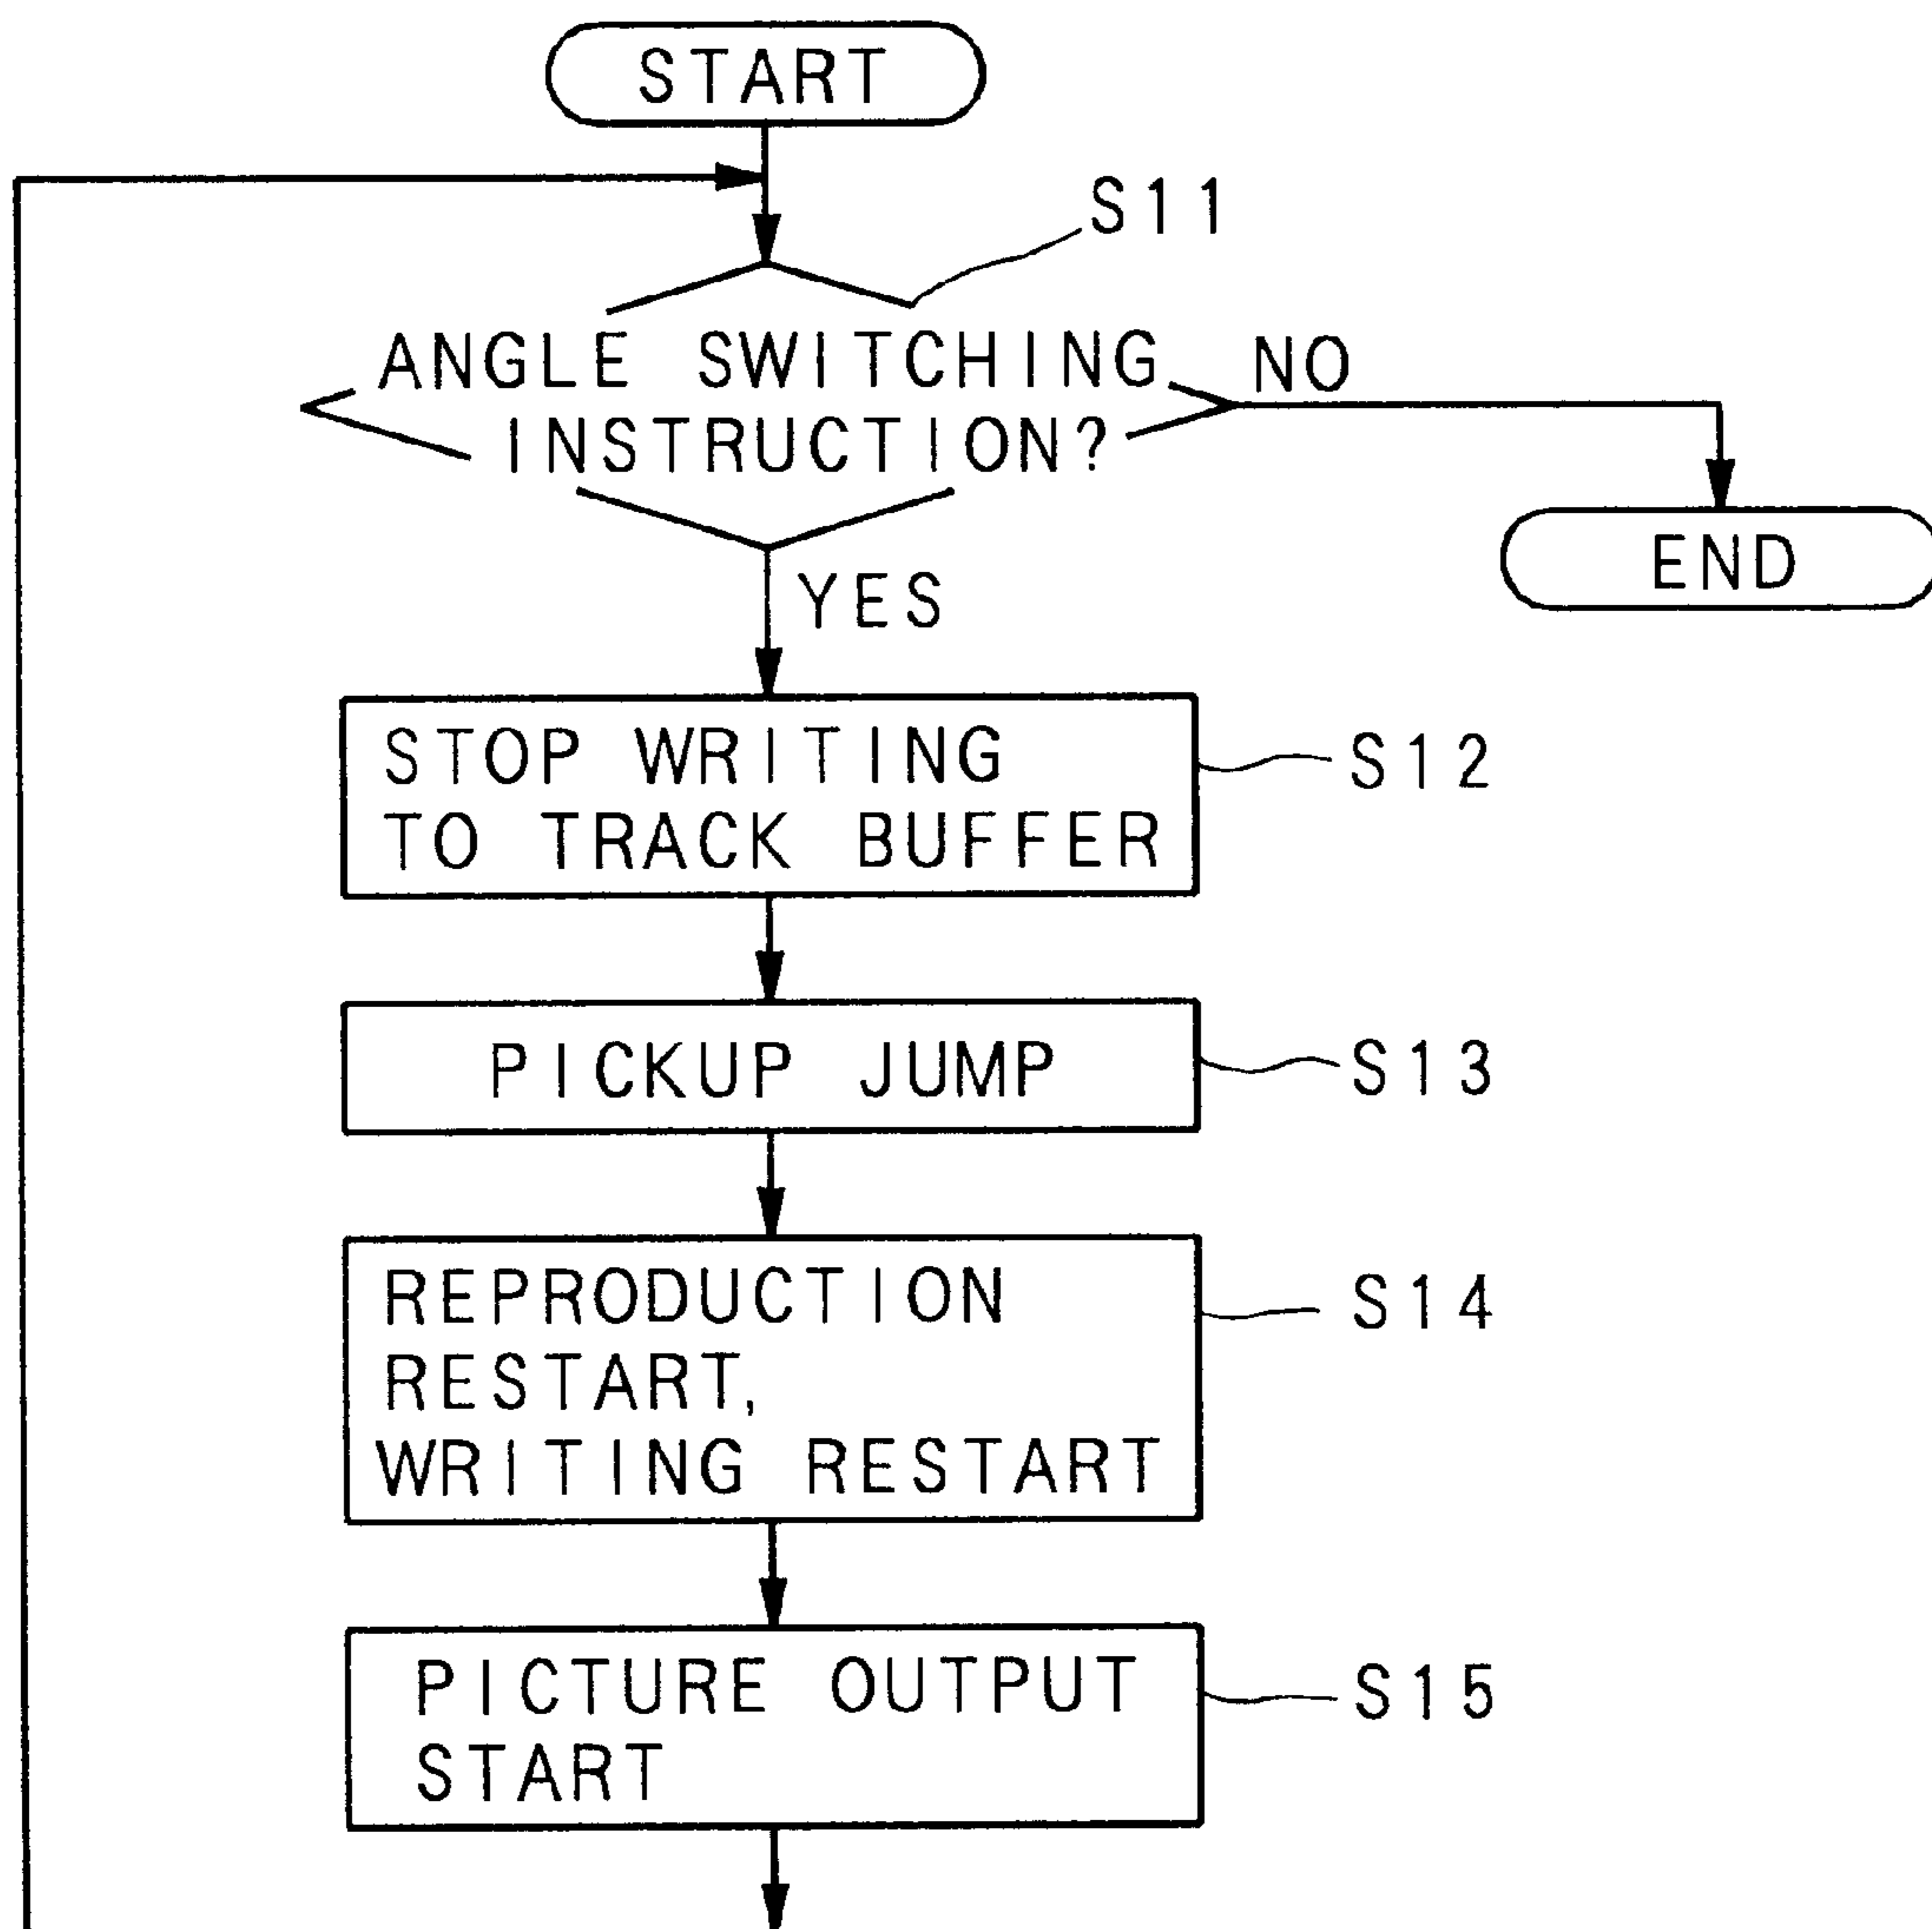 START
S11
ANGLE SWITCHING
INSTRUCTION?
NO
END
YES
STOP WRITING
TO TRACK BUFFER
S12
PICKUP JUMP
S13
REPRODUCTION
RESTART,
WRITING RESTART
S14
PICTURE OUTPUT
START
S15